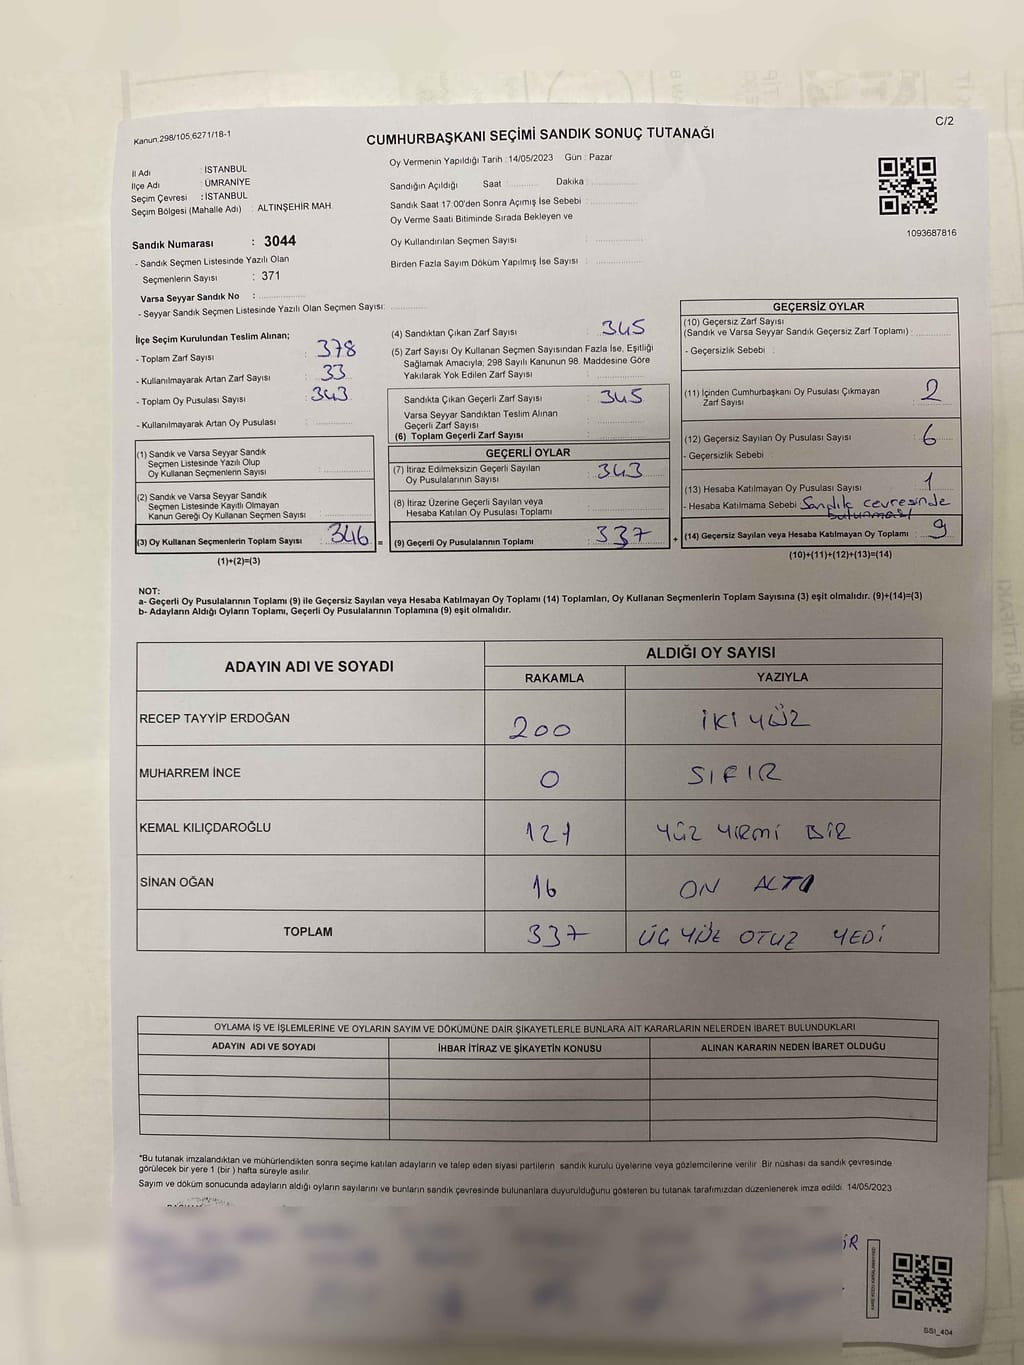 C/2
Kanun 298/105,6271/18-1
CUMHURBAŞKANI SEÇİMİ SANDIK SONUÇ TUTANAĞI
İl Adı : İSTANBUL
İlçe Adı : ÜMRANİYE
Seçim Çevresi : İSTANBUL
Seçim Bölgesi (Mahalle Adı) : ALTINŞEHİR MAH.
Oy Vermenin Yapıldığı Tarih : 14/05/2023 Gün : Pazar
Sandığın Açıldığı Saat Dakika
Sandık Saat 17:00'den Sonra Açımış İse Sebebi :
Oy Verme Saati Bitiminde Sırada Bekleyen ve
Oy Kullandırılan Seçmen Sayısı :
Birden Fazla Sayım Döküm Yapılmış İse Sayısı :
1093687816
Sandık Numarası : 3044
- Sandık Seçmen Listesinde Yazılı Olan
Seçmenlerin Sayısı : 371
Varsa Seyyar Sandık No :
- Seyyar Sandık Seçmen Listesinde Yazılı Olan Seçmen Sayısı:
İlçe Seçim Kurulundan Teslim Alınan;
- Toplam Zarf Sayısı : 378
- Kullanılmayarak Artan Zarf Sayısı : 33
- Toplam Oy Pusulası Sayısı : 343
- Kullanılmayarak Artan Oy Pusulası :
(1) Sandık ve Varsa Seyyar Sandık
Seçmen Listesinde Yazılı Olup
Oy Kullanan Seçmenlerin Sayısı :
(2) Sandık ve Varsa Seyyar Sandık
Seçmen Listesinde Kayıtlı Olmayan
Kanun Gereği Oy Kullanan Seçmen Sayısı :
(3) Oy Kullanan Seçmenlerin Toplam Sayısı : 346 =
(1)+(2)=(3)
(4) Sandıktan Çıkan Zarf Sayısı : 345
(5) Zarf Sayısı Oy Kullanan Seçmen Sayısından Fazla İse, Eşitliği
Sağlamak Amacıyla; 298 Sayılı Kanunun 98. Maddesine Göre
Yakılarak Yok Edilen Zarf Sayısı :
Sandıkta Çıkan Geçerli Zarf Sayısı : 345
Varsa Seyyar Sandıktan Teslim Alınan
Geçerli Zarf Sayısı :
(6) Toplam Geçerli Zarf Sayısı :
GEÇERLİ OYLAR
(7) İtiraz Edilmeksizin Geçerli Sayılan
Oy Pusulalarının Sayısı : 343
(8) İtiraz Üzerine Geçerli Sayılan veya
Hesaba Katılan Oy Pusulası Toplamı :
(9) Geçerli Oy Pusulalarının Toplamı : 337 +
GEÇERSİZ OYLAR
(10) Geçersiz Zarf Sayısı
(Sandık ve Varsa Seyyar Sandık Geçersiz Zarf Toplamı) :
- Geçersizlik Sebebi :
(11) İçinden Cumhurbaşkanı Oy Pusulası Çıkmayan
Zarf Sayısı : 2
(12) Geçersiz Sayılan Oy Pusulası Sayısı : 6
- Geçersizlik Sebebi :
(13) Hesaba Katılmayan Oy Pusulası Sayısı : 1
- Hesaba Katılmama Sebebi Sandık çevresinde
bulunması
(14) Geçersiz Sayılan veya Hesaba Katılmayan Oy Toplamı : 9
(10)+(11)+(12)+(13)=(14)
NOT:
a- Geçerli Oy Pusulalarının Toplamı (9) ile Geçersiz Sayılan veya Hesaba Katılmayan Oy Toplamı (14) Toplamları, Oy Kullanan Seçmenlerin Toplam Sayısına (3) eşit olmalıdır. (9)+(14)=(3)
b- Adayların Aldığı Oyların Toplamı, Geçerli Oy Pusulalarının Toplamına (9) eşit olmalıdır.
ADAYIN ADI VE SOYADI
ALDIĞI OY SAYISI
RAKAMLA YAZIYLA
RECEP TAYYİP ERDOĞAN 200 İKİ YÜZ
MUHARREM İNCE 0 SIFIR
KEMAL KILIÇDAROĞLU 121 YÜZ YİRMİ BİR
SİNAN OĞAN 16 ON ALTI
TOPLAM 337 ÜÇ YÜZ OTUZ YEDİ
OYLAMA İŞ VE İŞLEMLERİNE VE OYLARIN SAYIM VE DÖKÜMÜNE DAİR ŞİKAYETLERLE BUNLARA AİT KARARLARIN NELERDEN İBARET BULUNDUKLARI
ADAYIN ADI VE SOYADI İHBAR İTİRAZ VE ŞİKAYETİN KONUSU ALINAN KARARIN NEDEN İBARET OLDUĞU
*Bu tutanak imzalandıktan ve mühürlendikten sonra seçime katılan adayların ve talep eden siyasi partilerin sandık kurulu üyelerine veya gözlemcilerine verilir. Bir nüshası da sandık çevresinde
görülecek bir yere 1 (bir) hafta süreyle asılır.
Sayım ve döküm sonucunda adayların aldığı oyların sayılarını ve bunların sandık çevresinde bulunanlara duyurulduğunu gösteren bu tutanak tarafımızdan düzenlenerek imza edildi. 14/05/2023
İR
SSI_404